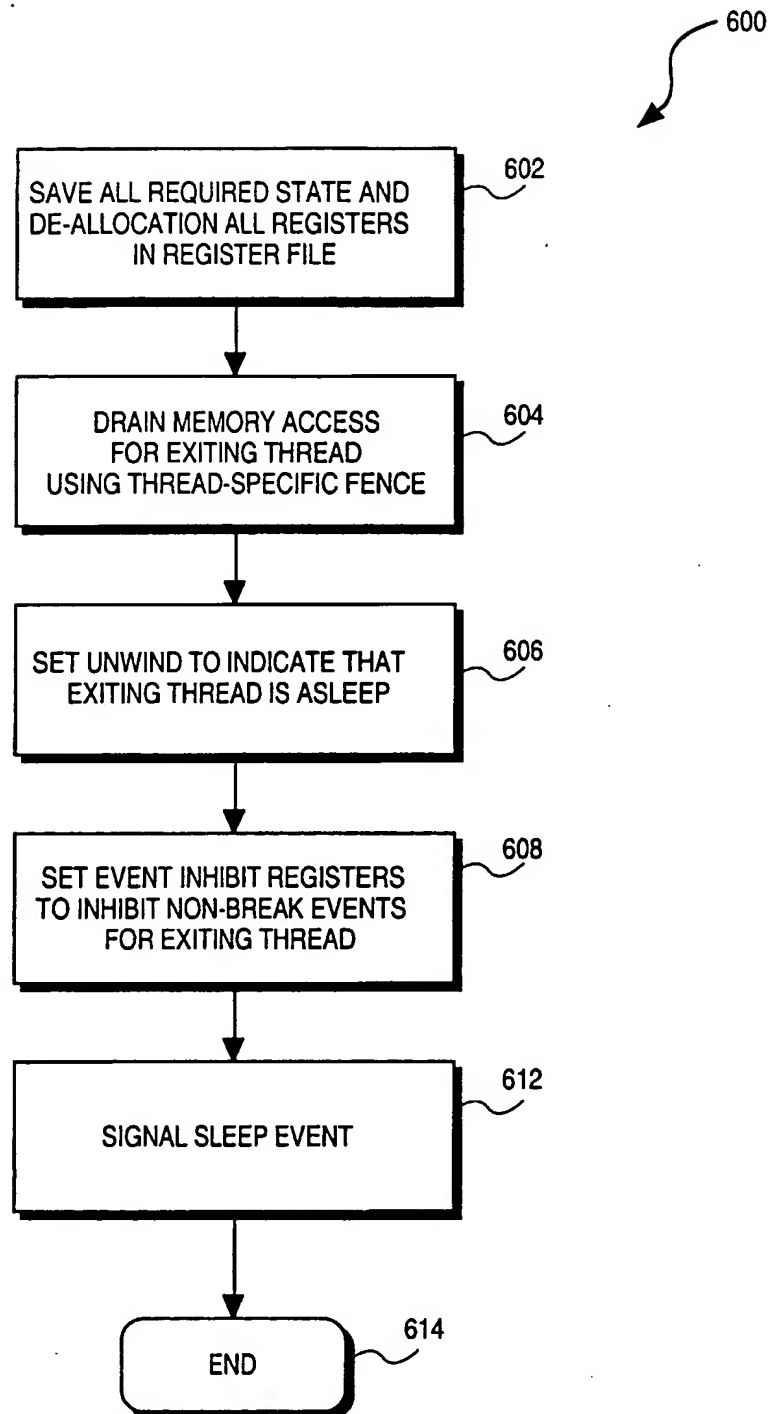 600
602
SAVE ALL REQUIRED STATE AND
DE-ALLOCATION ALL REGISTERS
IN REGISTER FILE
604
DRAIN MEMORY ACCESS
FOR EXITING THREAD
USING THREAD-SPECIFIC FENCE
606
SET UNWIND TO INDICATE THAT
EXITING THREAD IS ASLEEP
608
SET EVENT INHIBIT REGISTERS
TO INHIBIT NON-BREAK EVENTS
FOR EXITING THREAD
612
SIGNAL SLEEP EVENT
614
END